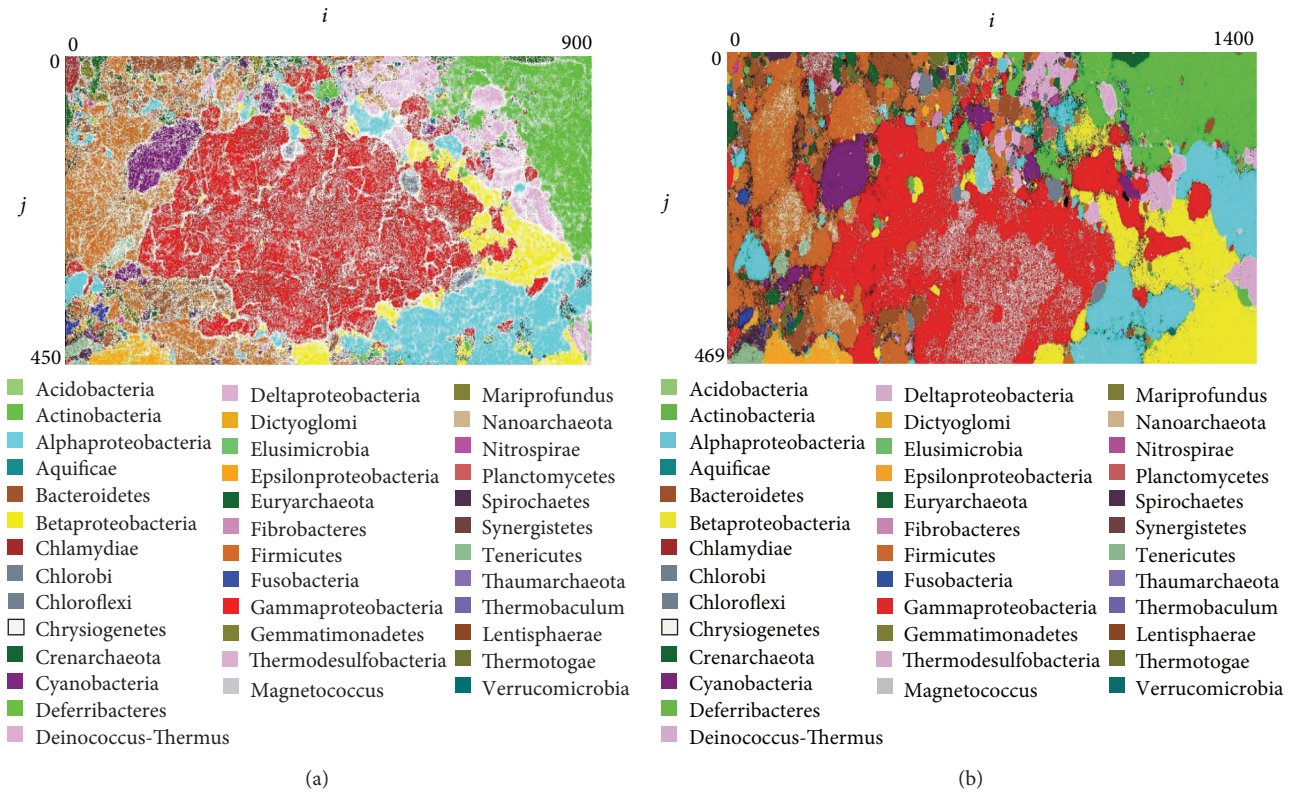 i
0
900
0
j
450
Acidobacteria
Actinobacteria
Alphaproteobacteria
Aquificae
Bacteroidetes
Betaproteobacteria
Chlamydiae
Chlorobi
Chloroflexi
Chrysiogenetes
Crenarchaeota
Cyanobacteria
Deferribacteres
Deinococcus-Thermus
Deltaproteobacteria
Dictyoglomi
Elusimicrobia
Epsilonproteobacteria
Euryarchaeota
Fibrobacteres
Firmicutes
Fusobacteria
Gammaproteobacteria
Gemmatimonadetes
Thermodesulfobacteria
Magnetococcus
Mariprofundus
Nanoarchaeota
Nitrospirae
Planctomycetes
Spirochaetes
Synergistetes
Tenericutes
Thaumarchaeota
Thermobaculum
Lentisphaerae
Thermotogae
Verrucomicrobia
(a)
i
0
1400
0
j
469
Acidobacteria
Actinobacteria
Alphaproteobacteria
Aquificae
Bacteroidetes
Betaproteobacteria
Chlamydiae
Chlorobi
Chloroflexi
Chrysiogenetes
Crenarchaeota
Cyanobacteria
Deferribacteres
Deinococcus-Thermus
Deltaproteobacteria
Dictyoglomi
Elusimicrobia
Epsilonproteobacteria
Euryarchaeota
Fibrobacteres
Firmicutes
Fusobacteria
Gammaproteobacteria
Gemmatimonadetes
Thermodesulfobacteria
Magnetococcus
Mariprofundus
Nanoarchaeota
Nitrospirae
Planctomycetes
Spirochaetes
Synergistetes
Tenericutes
Thaumarchaeota
Thermobaculum
Lentisphaerae
Thermotogae
Verrucomicrobia
(b)